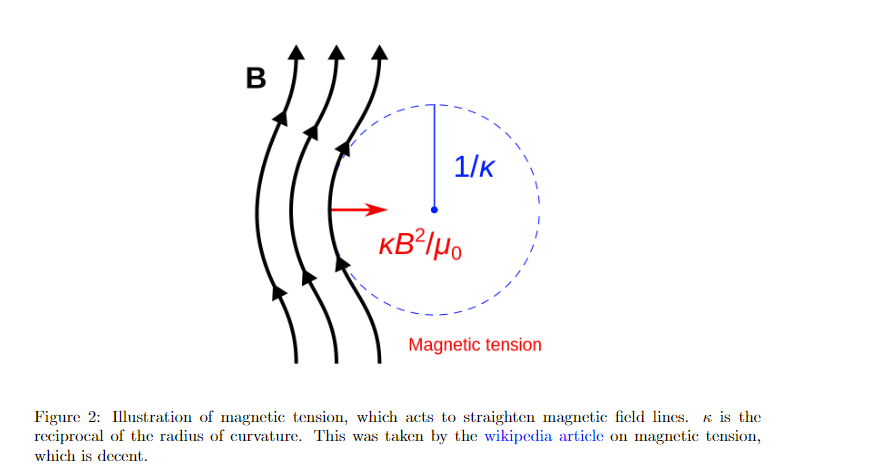 B
1/κ
κB²/μ₀
Magnetic tension
Figure 2: Illustration of magnetic tension, which acts to straighten magnetic field lines. κ is the
reciprocal of the radius of curvature. This was taken by the wikipedia article on magnetic tension,
which is decent.